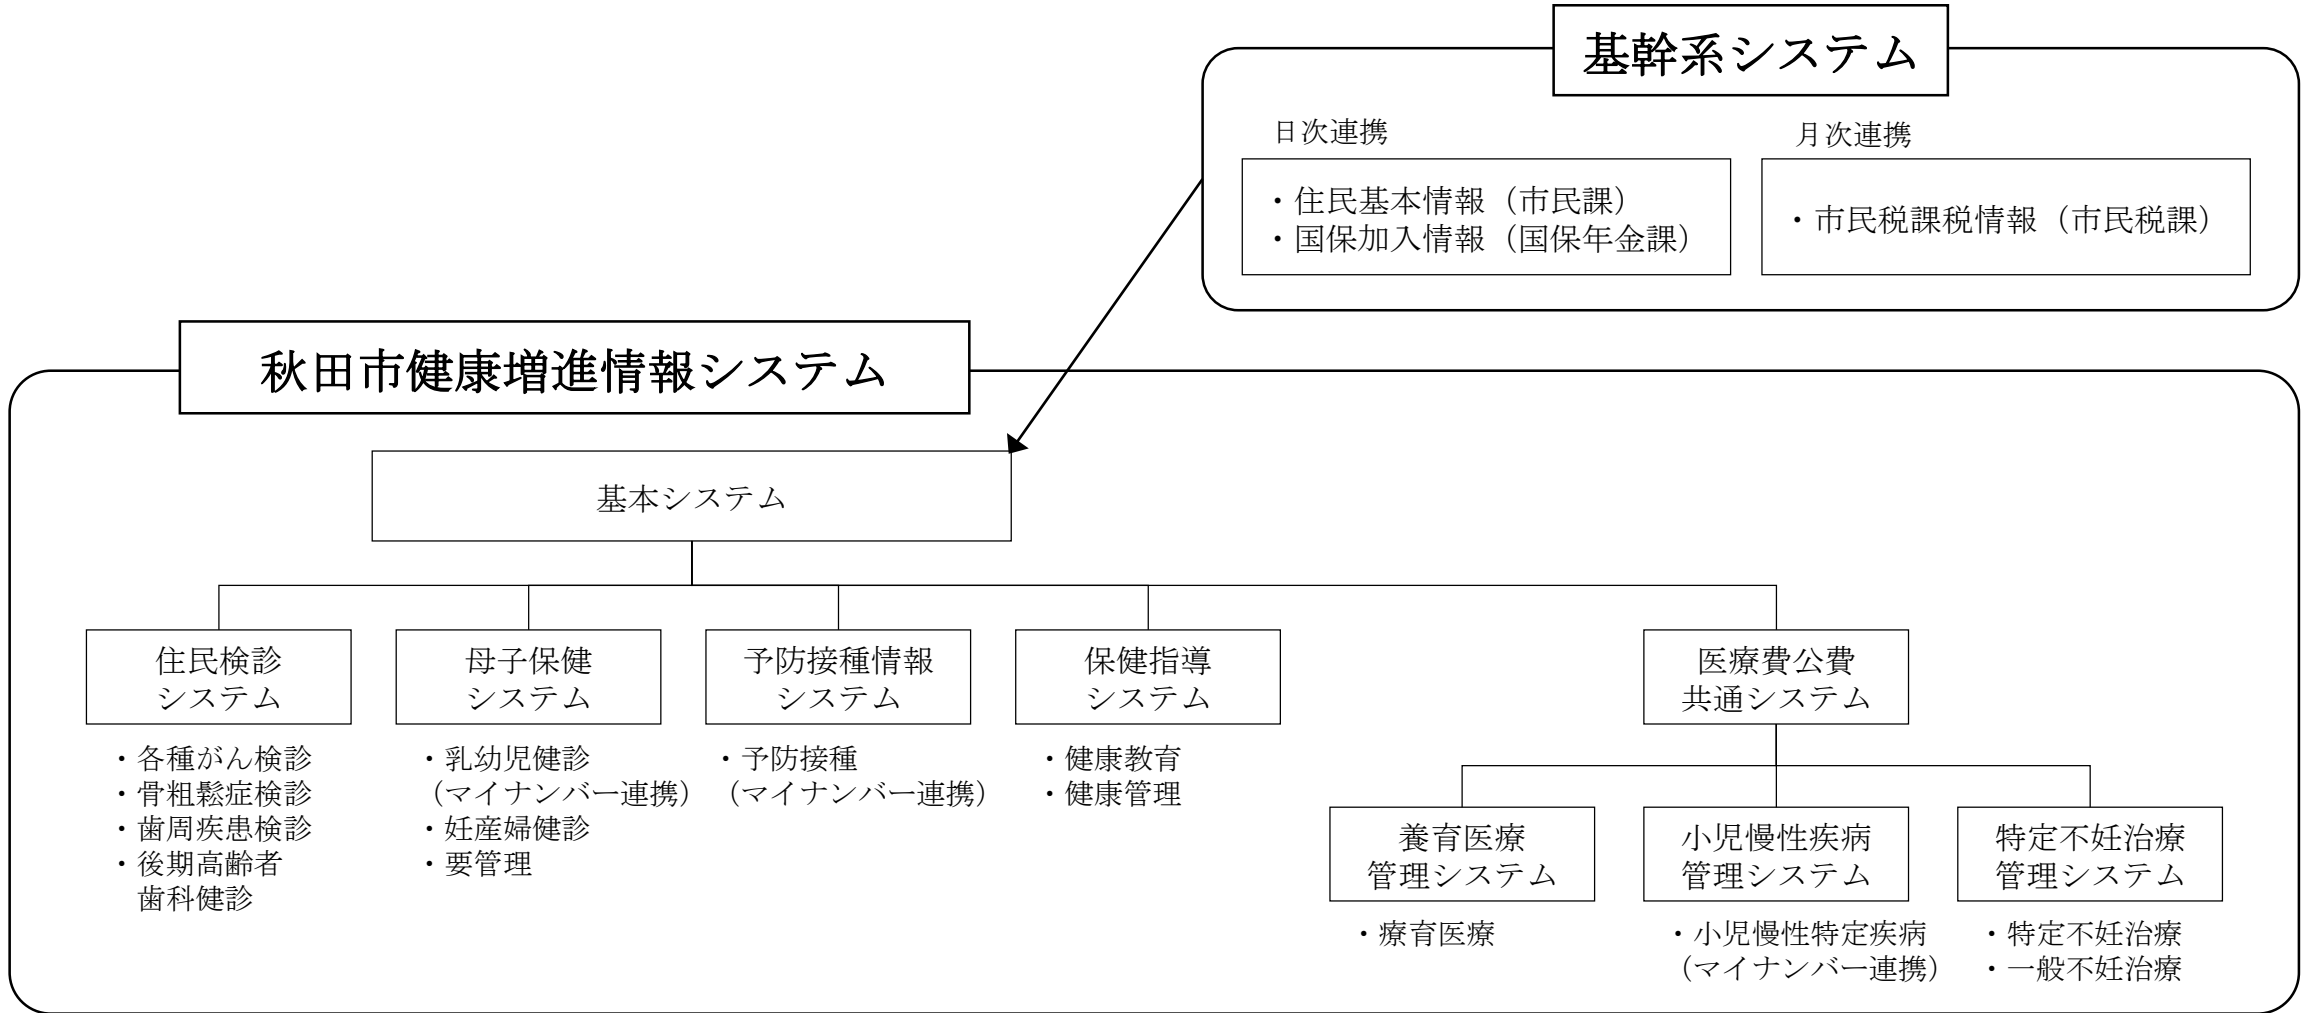 基幹系システム
日次連携
・住民基本情報（市民課）
・国保加入情報（国保年金課）
月次連携
・市民税課税情報（市民税課）
秋田市健康増進情報システム
基本システム
住民検診
システム
・各種がん検診
・骨粗鬆症検診
・歯周疾患検診
・後期高齢者
歯科健診
母子保健
システム
・乳幼児健診
（マイナンバー連携）
・妊産婦健診
・要管理
予防接種情報
システム
・予防接種
（マイナンバー連携）
保健指導
システム
・健康教育
・健康管理
医療費公費
共通システム
養育医療
管理システム
・療育医療
小児慢性疾病
管理システム
・小児慢性特定疾病
（マイナンバー連携）
特定不妊治療
管理システム
・特定不妊治療
・一般不妊治療